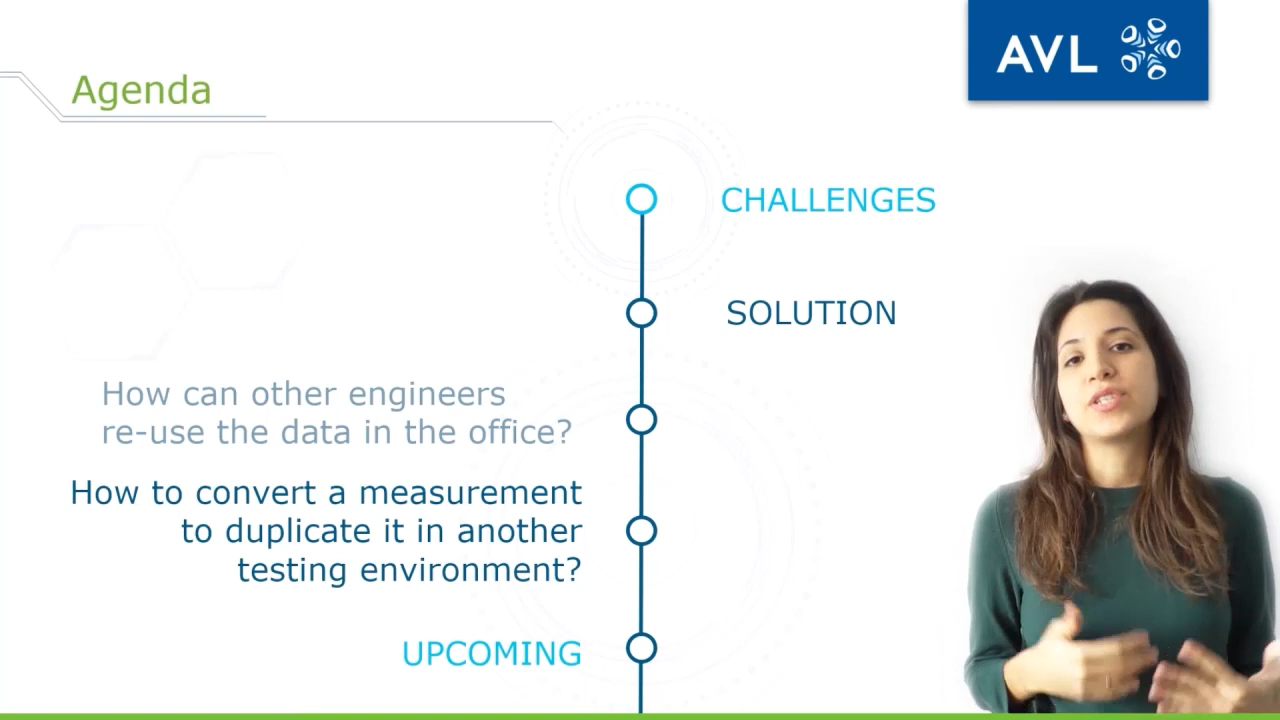 Agenda
AVL
CHALLENGES
SOLUTION
How can other engineers
re-use the data in the office?
How to convert a measurement
to duplicate it in another
testing environment?
UPCOMING